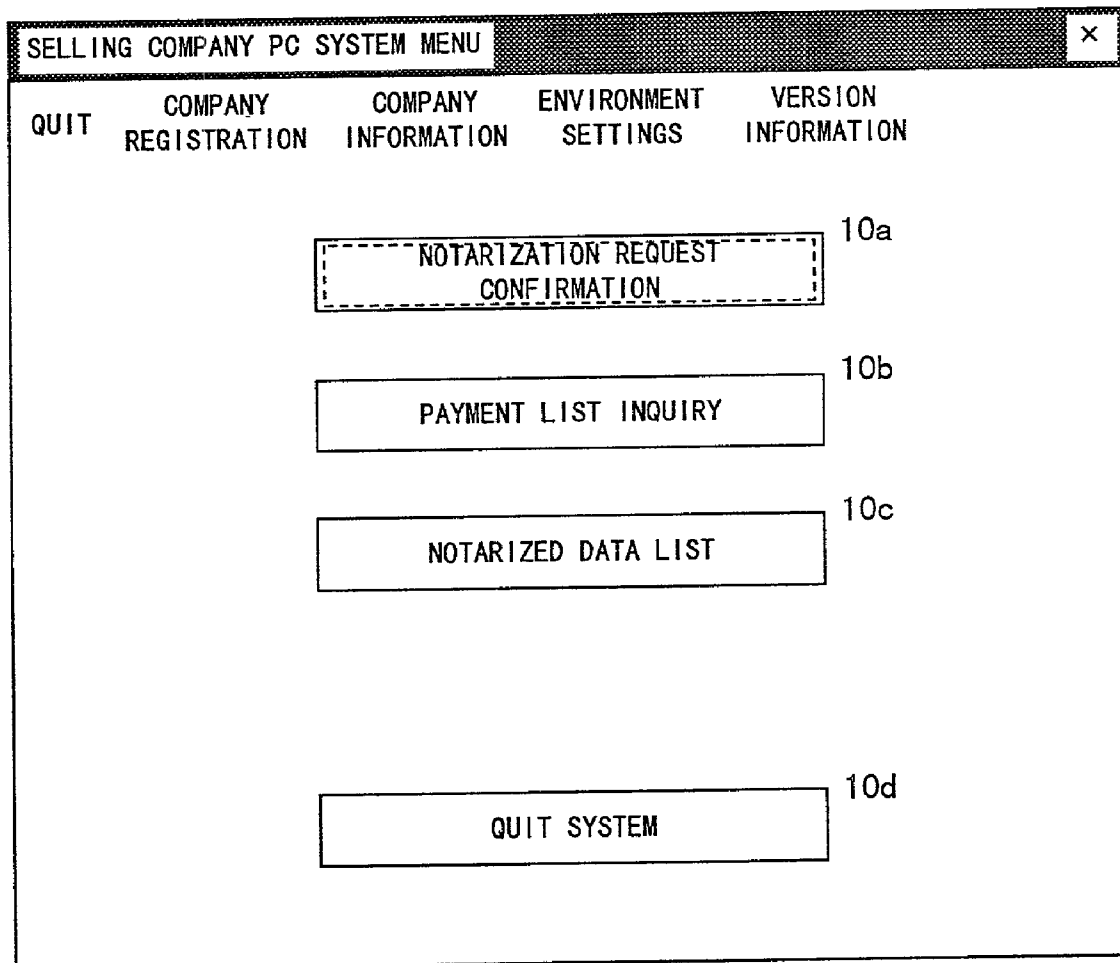 SELLING COMPANY PC SYSTEM MENU ×
QUIT COMPANY REGISTRATION COMPANY INFORMATION ENVIRONMENT SETTINGS VERSION INFORMATION
10a
NOTARIZATION REQUEST
CONFIRMATION
10b
PAYMENT LIST INQUIRY
10c
NOTARIZED DATA LIST
10d
QUIT SYSTEM